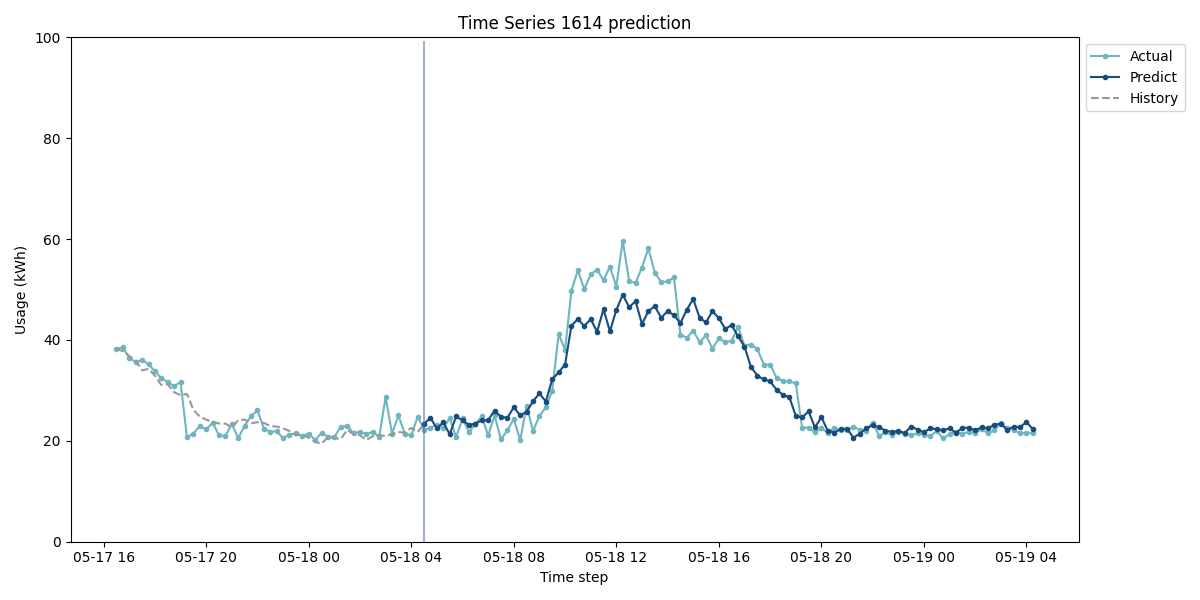 Time Series 1614 prediction
Usage (kWh)
100
80
60
40
20
0
05-17 16
05-17 20
05-18 00
05-18 04
05-18 08
05-18 12
05-18 16
05-18 20
05-19 00
05-19 04
Time step
Actual
Predict
History